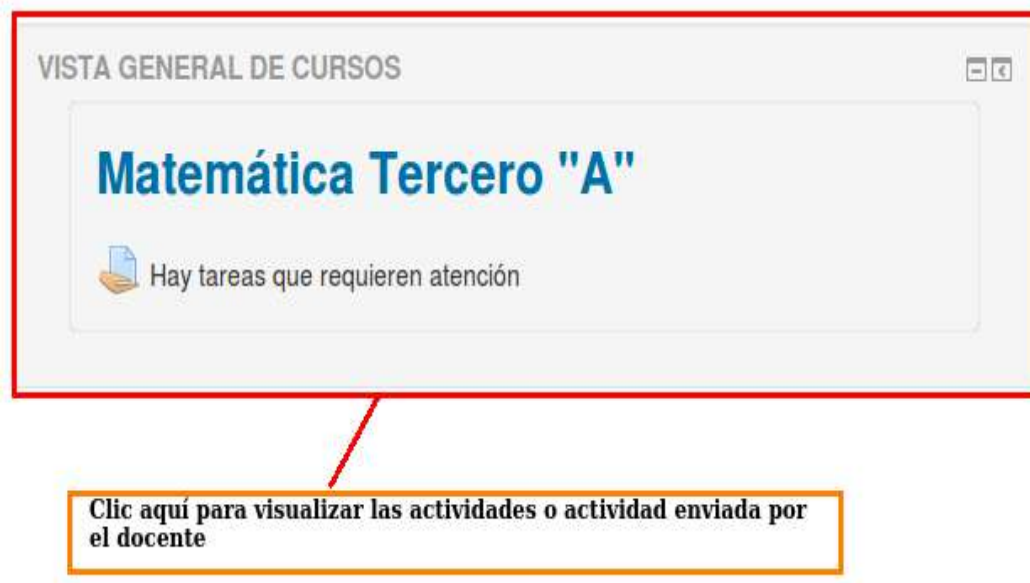 VISTA GENERAL DE CURSOS
Matemática Tercero "A"
Hay tareas que requieren atención
Clic aquí para visualizar las actividades o actividad enviada por
el docente